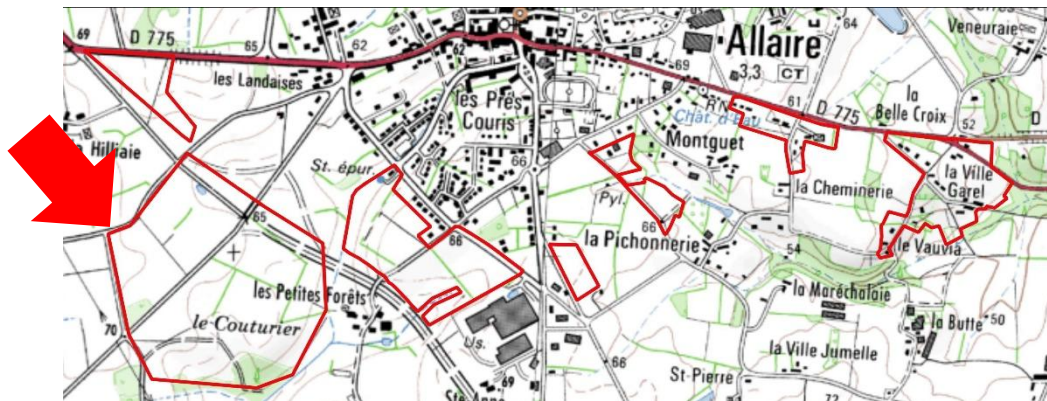 69
D 775
65
62
62
Allaire
3,3
CT
64
Veneuraie
les Landaises
69
R.N.
61
D 775
la
Belle Croix
52
D
les Prés
Couris
Chât. d'Eau
Montguet
la Hilliaie
St. épur.
66
la Cheminerie
la Ville
Garel
65
Pyl.
66
66
la Pichonnerie
54
le Vauvia
les Petites Forêts
la Maréchalaie
le Couturier
70
la Butte
50
Us.
66
la Ville Jumelle
69
St-Pierre
Ste-Anne
72